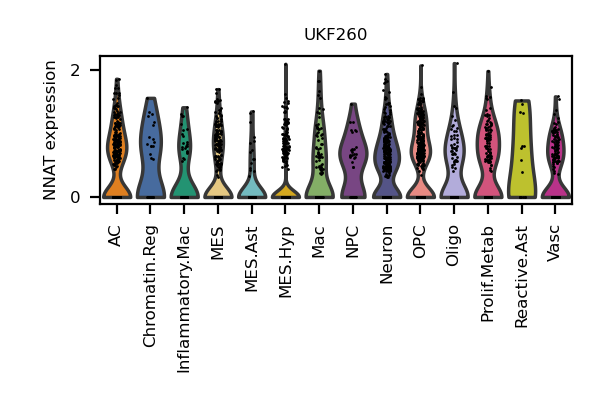 UKF260
NNAT expression
2
0
AC
Chromatin.Reg
Inflammatory.Mac
MES
MES.Ast
MES.Hyp
Mac
NPC
Neuron
OPC
Oligo
Prolif.Metab
Reactive.Ast
Vasc